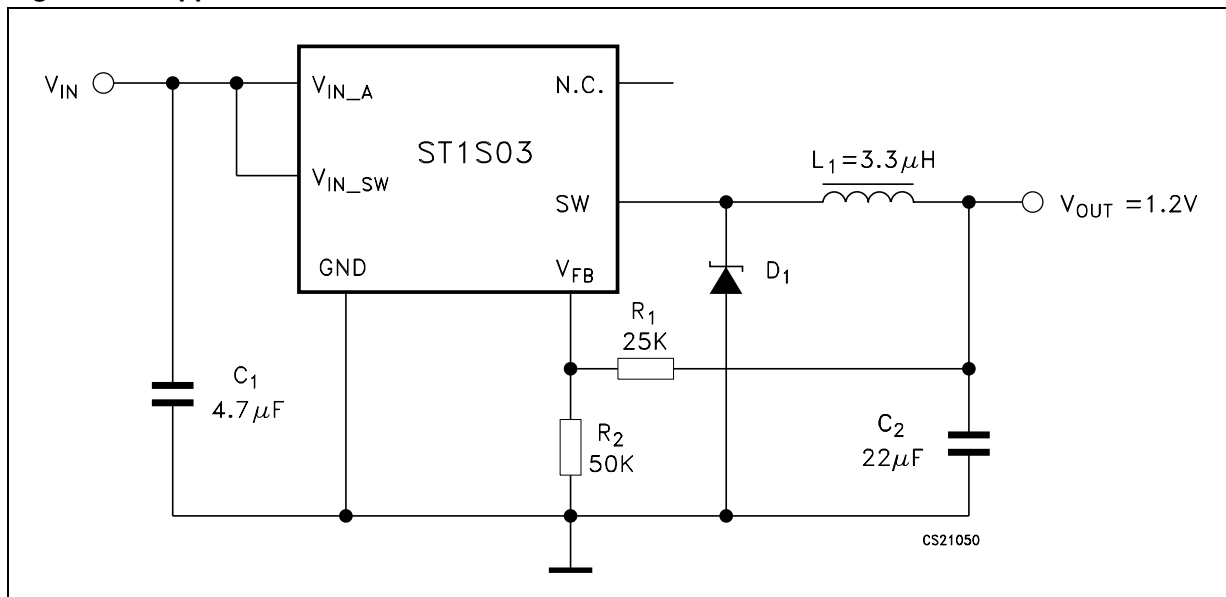 V_IN
V_IN_A
N.C.
ST1S03
V_IN_SW
L_1=3.3μH
SW
V_OUT =1.2V
GND
V_FB
D_1
R_1
25K
C_1
4.7μF
R_2
50K
C_2
22μF
CS21050